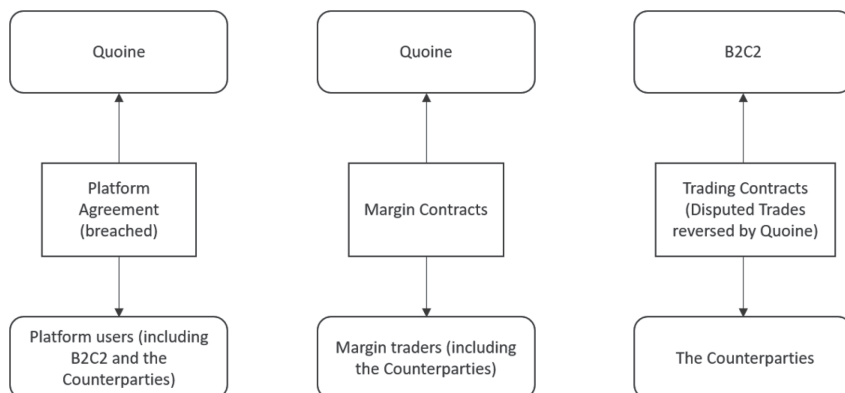 Quoine
Quoine
B2C2
Platform
Agreement
(breached)
Margin Contracts
Trading Contracts
(Disputed Trades
reversed by Quoine)
Platform users (including
B2C2 and the
Counterparties)
Margin traders (including
the Counterparties)
The Counterparties